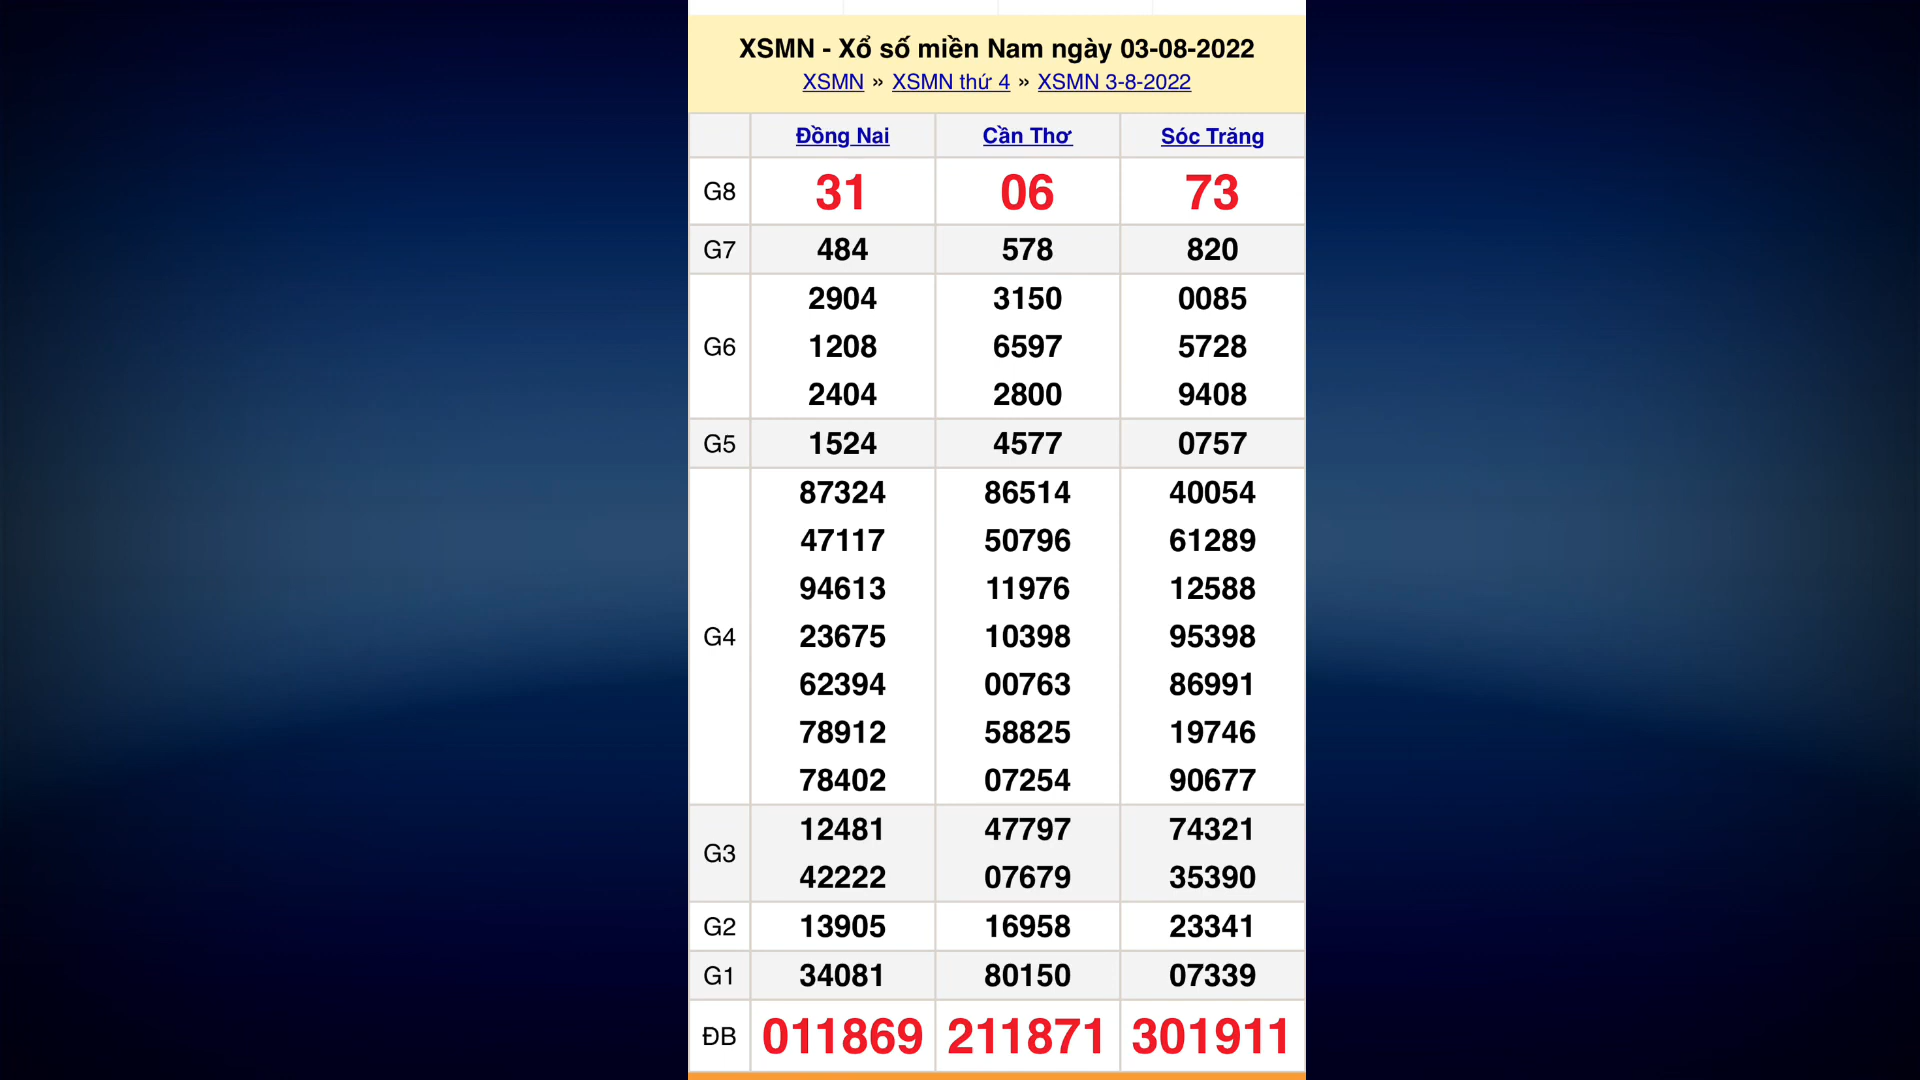 XSMN - Xổ số miền Nam ngày 03-08-2022
XSMN » XSMN thứ 4 » XSMN 3-8-2022
Đồng Nai Cần Thơ Sóc Trăng
G8 31 06 73
G7 484 578 820
2904 3150 0085
G6 1208 6597 5728
2404 2800 9408
G5 1524 4577 0757
87324 86514 40054
47117 50796 61289
94613 11976 12588
G4 23675 10398 95398
62394 00763 86991
78912 58825 19746
78402 07254 90677
G3 12481 47797 74321
42222 07679 35390
G2 13905 16958 23341
G1 34081 80150 07339
ĐB 011869 211871 301911